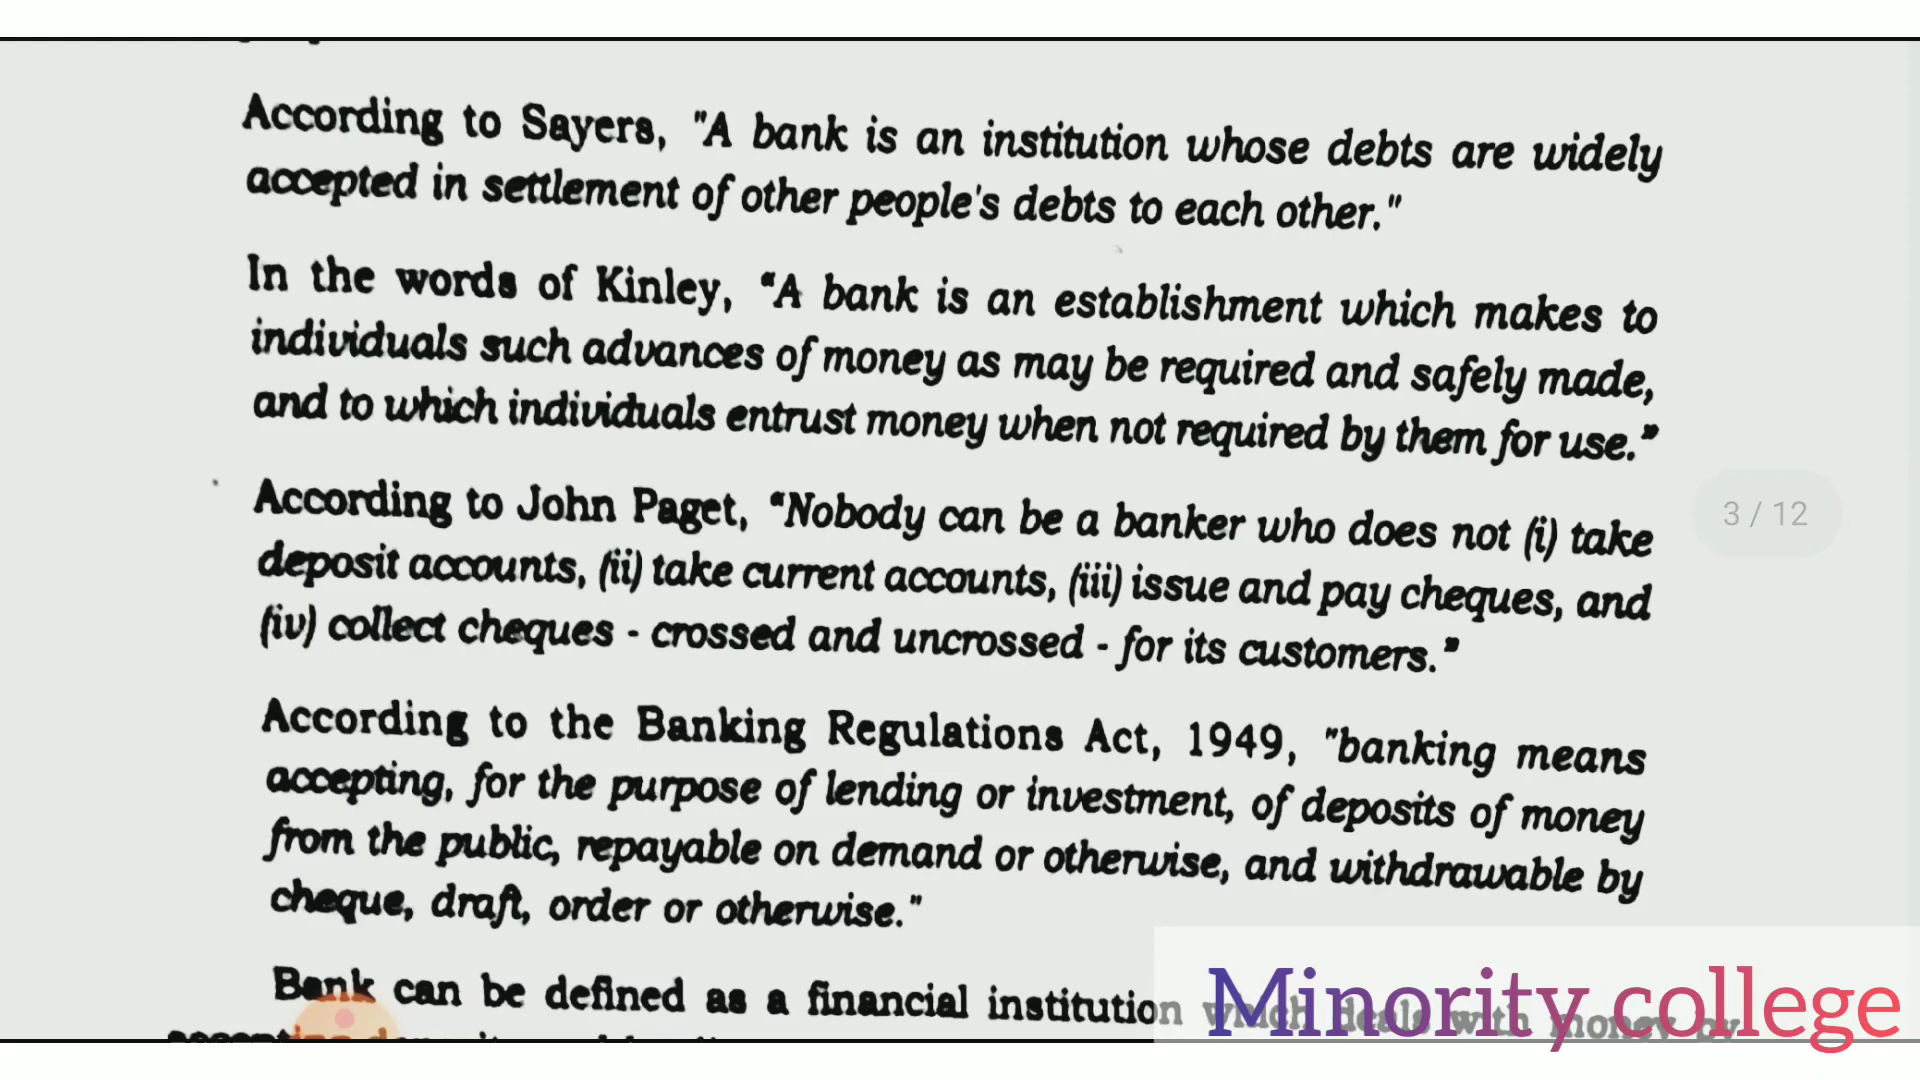 According to Sayers, "A bank is an institution whose debts are widely
accepted in settlement of other people's debts to each other."
In the words of Kinley, “A bank is an establishment which makes to
individuals such advances of money as may be required and safely made,
and to which individuals entrust money when not required by them for use.”
According to John Paget, “Nobody can be a banker who does not (i) take
deposit accounts, (ii) take current accounts, (iii) issue and pay cheques, and
(iv) collect cheques - crossed and uncrossed - for its customers.”
3 / 12
According to the Banking Regulations Act, 1949, "banking means
accepting, for the purpose of lending or investment, of deposits of money
from the public, repayable on demand or otherwise, and withdrawable by
cheque, draft, order or otherwise."
Bank can be defined as a financial institution which deals with money by
Minority college